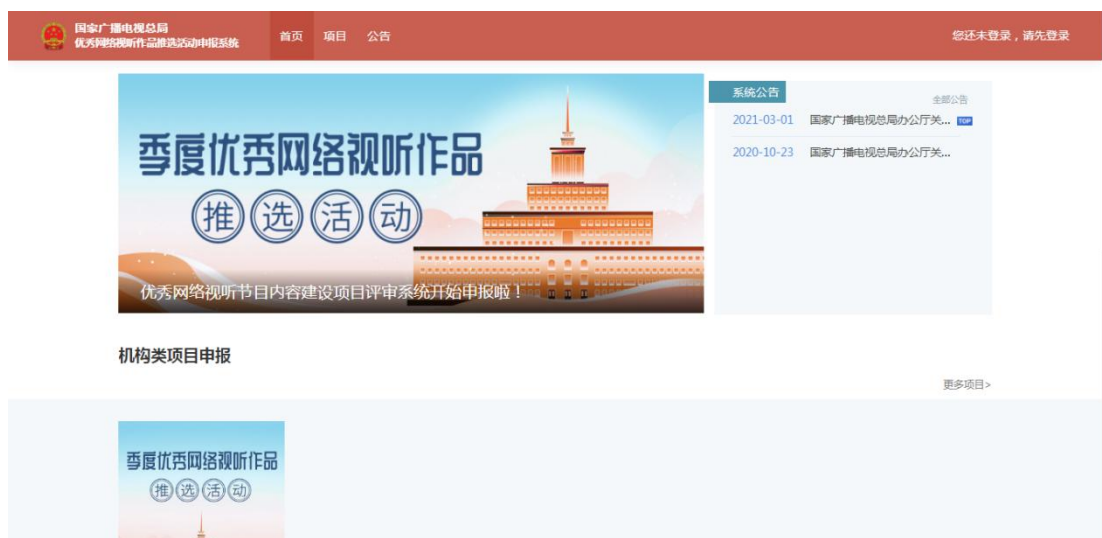 国家广播电视总局
优秀网络视听作品推选活动申报系统
首页 项目 公告
您还未登录，请先登录
季度优秀网络视听作品
推选活动
优秀网络视听节目内容建设项目评审系统开始申报啦！
系统公告
全部公告
2021-03-01 国家广播电视总局办公厅关... TOP
2020-10-23 国家广播电视总局办公厅关...
机构类项目申报
更多项目>
季度优秀网络视听作品
推选活动